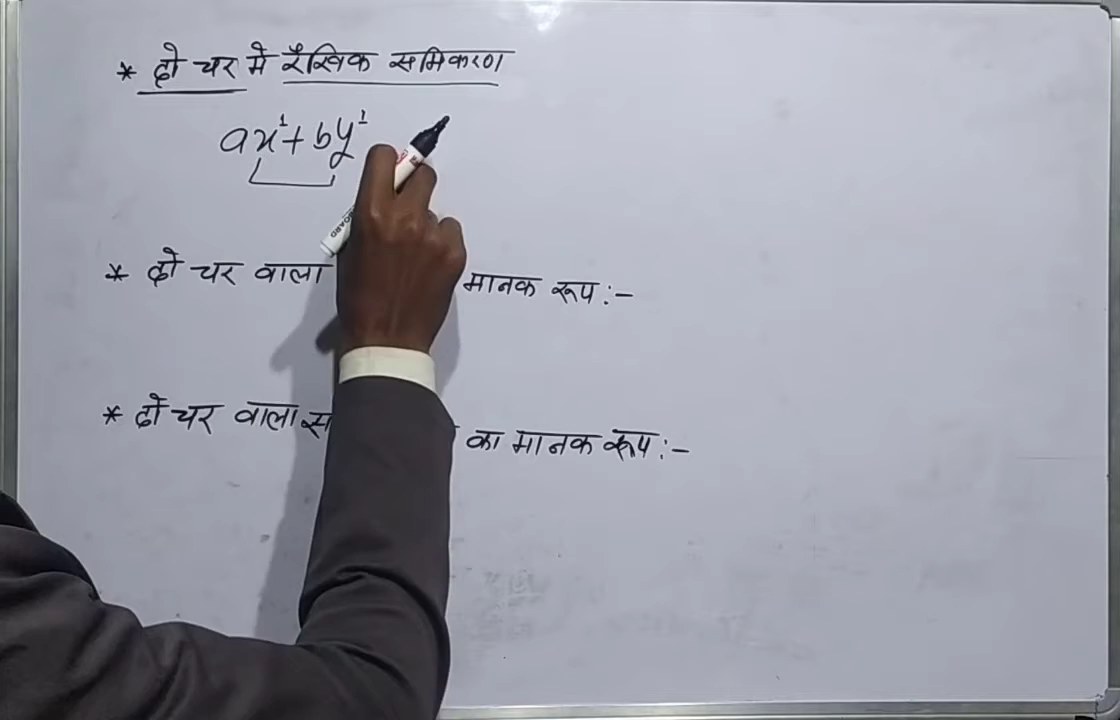 * दो चर मे रैखिक समिकरण
ax¹ + by¹
* दो चर वाला मानक रूप :-
* दो चर वाला का मानक रूप :-